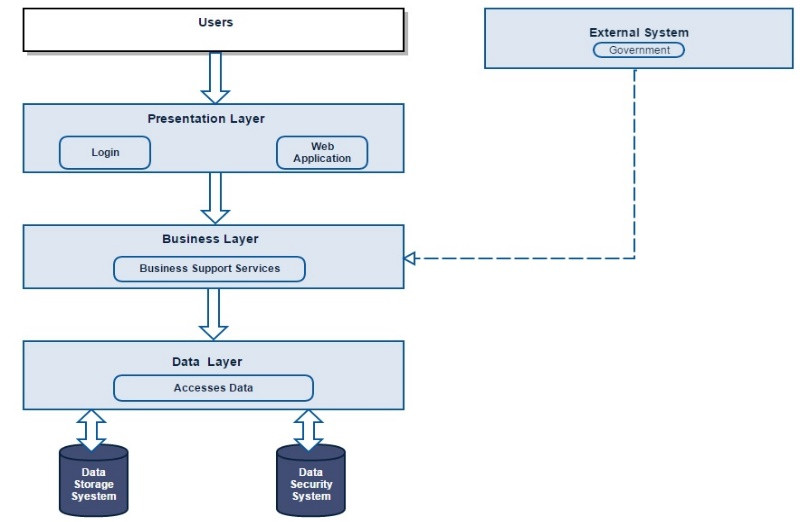 Users
External System
Government
Presentation Layer
Login
Web
Application
Business Layer
Business Support Services
Data Layer
Accesses Data
Data
Storage
Syestem
Data
Security
System